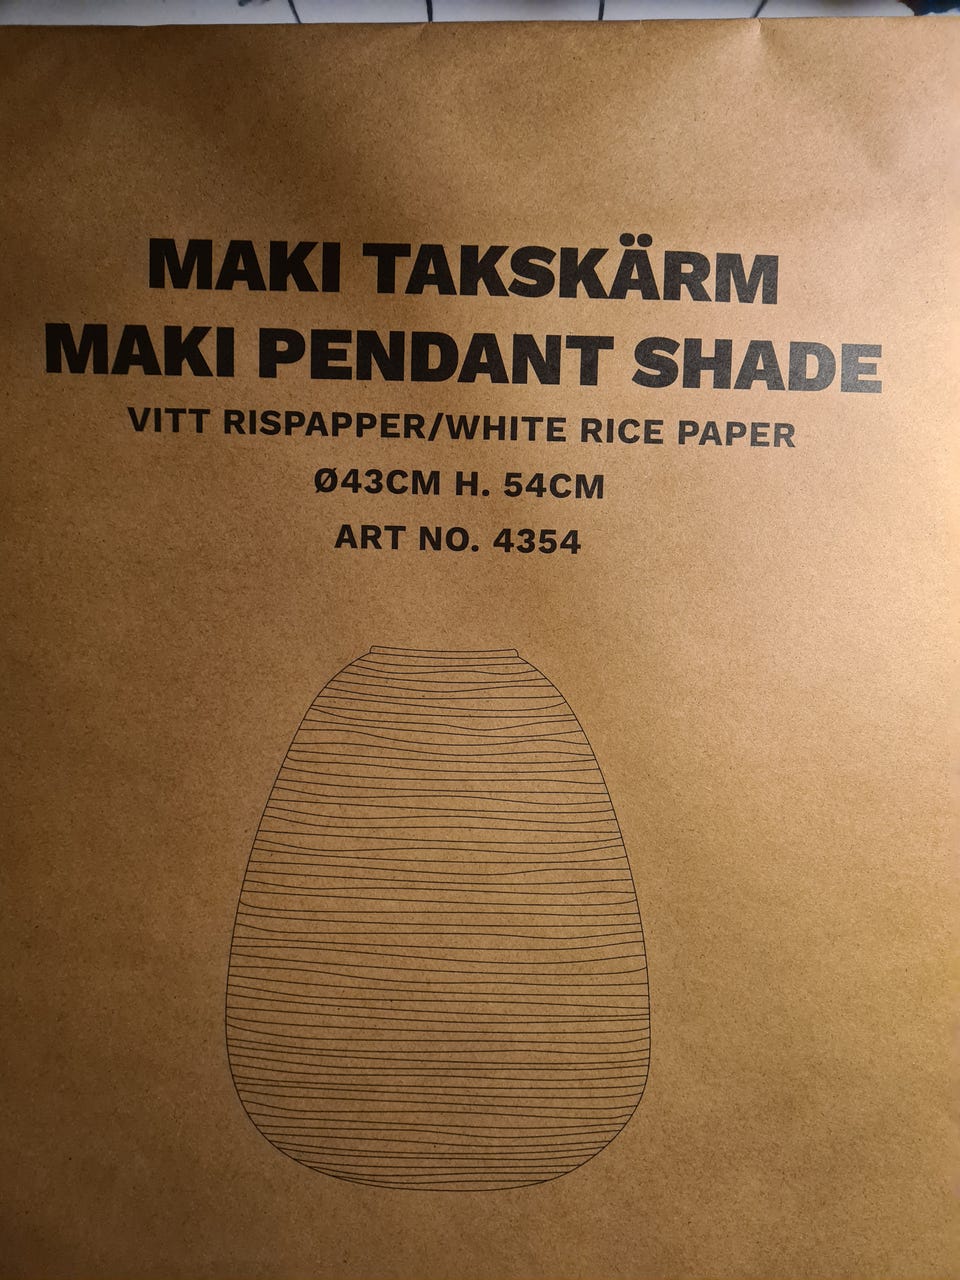 MAKI TAKSKÄRM
MAKI PENDANT SHADE
VITT RISPAPPER/WHITE RICE PAPER
Ø43CM H. 54CM
ART NO. 4354